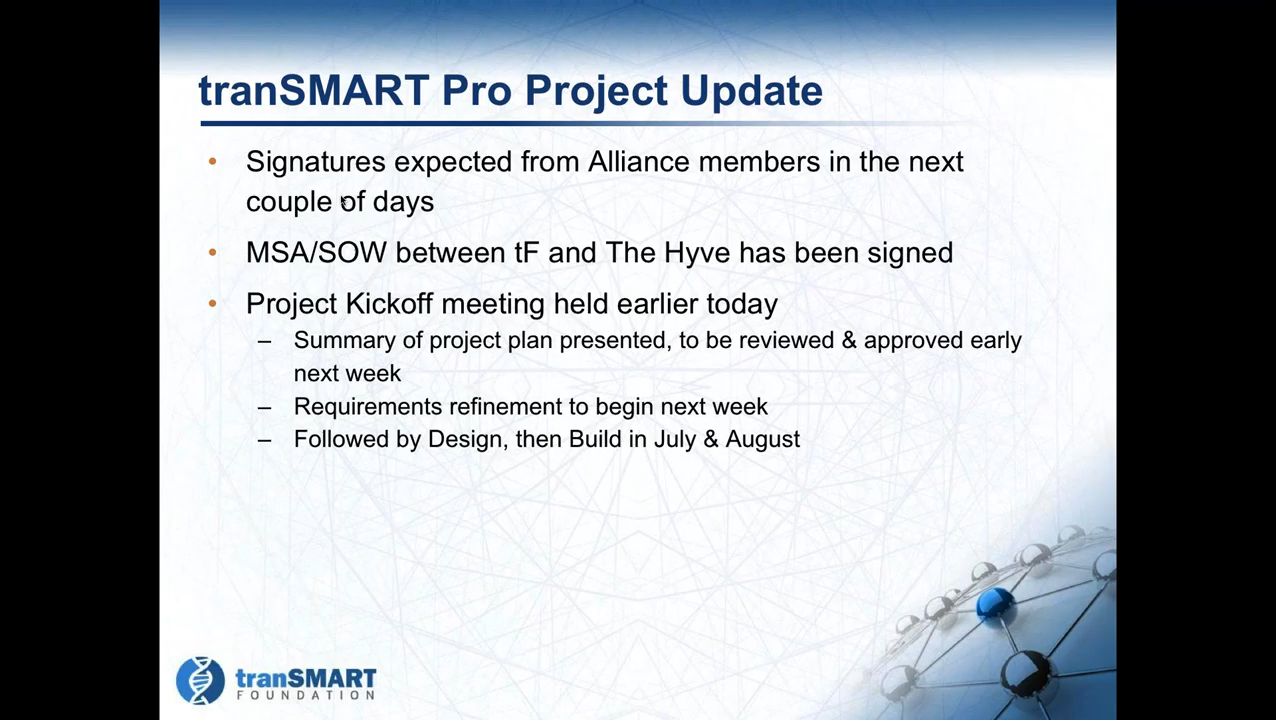 tranSMART Pro Project Update
• Signatures expected from Alliance members in the next
couple of days
• MSA/SOW between tF and The Hyve has been signed
• Project Kickoff meeting held earlier today
– Summary of project plan presented, to be reviewed & approved early
next week
– Requirements refinement to begin next week
– Followed by Design, then Build in July & August
tranSMART
FOUNDATION